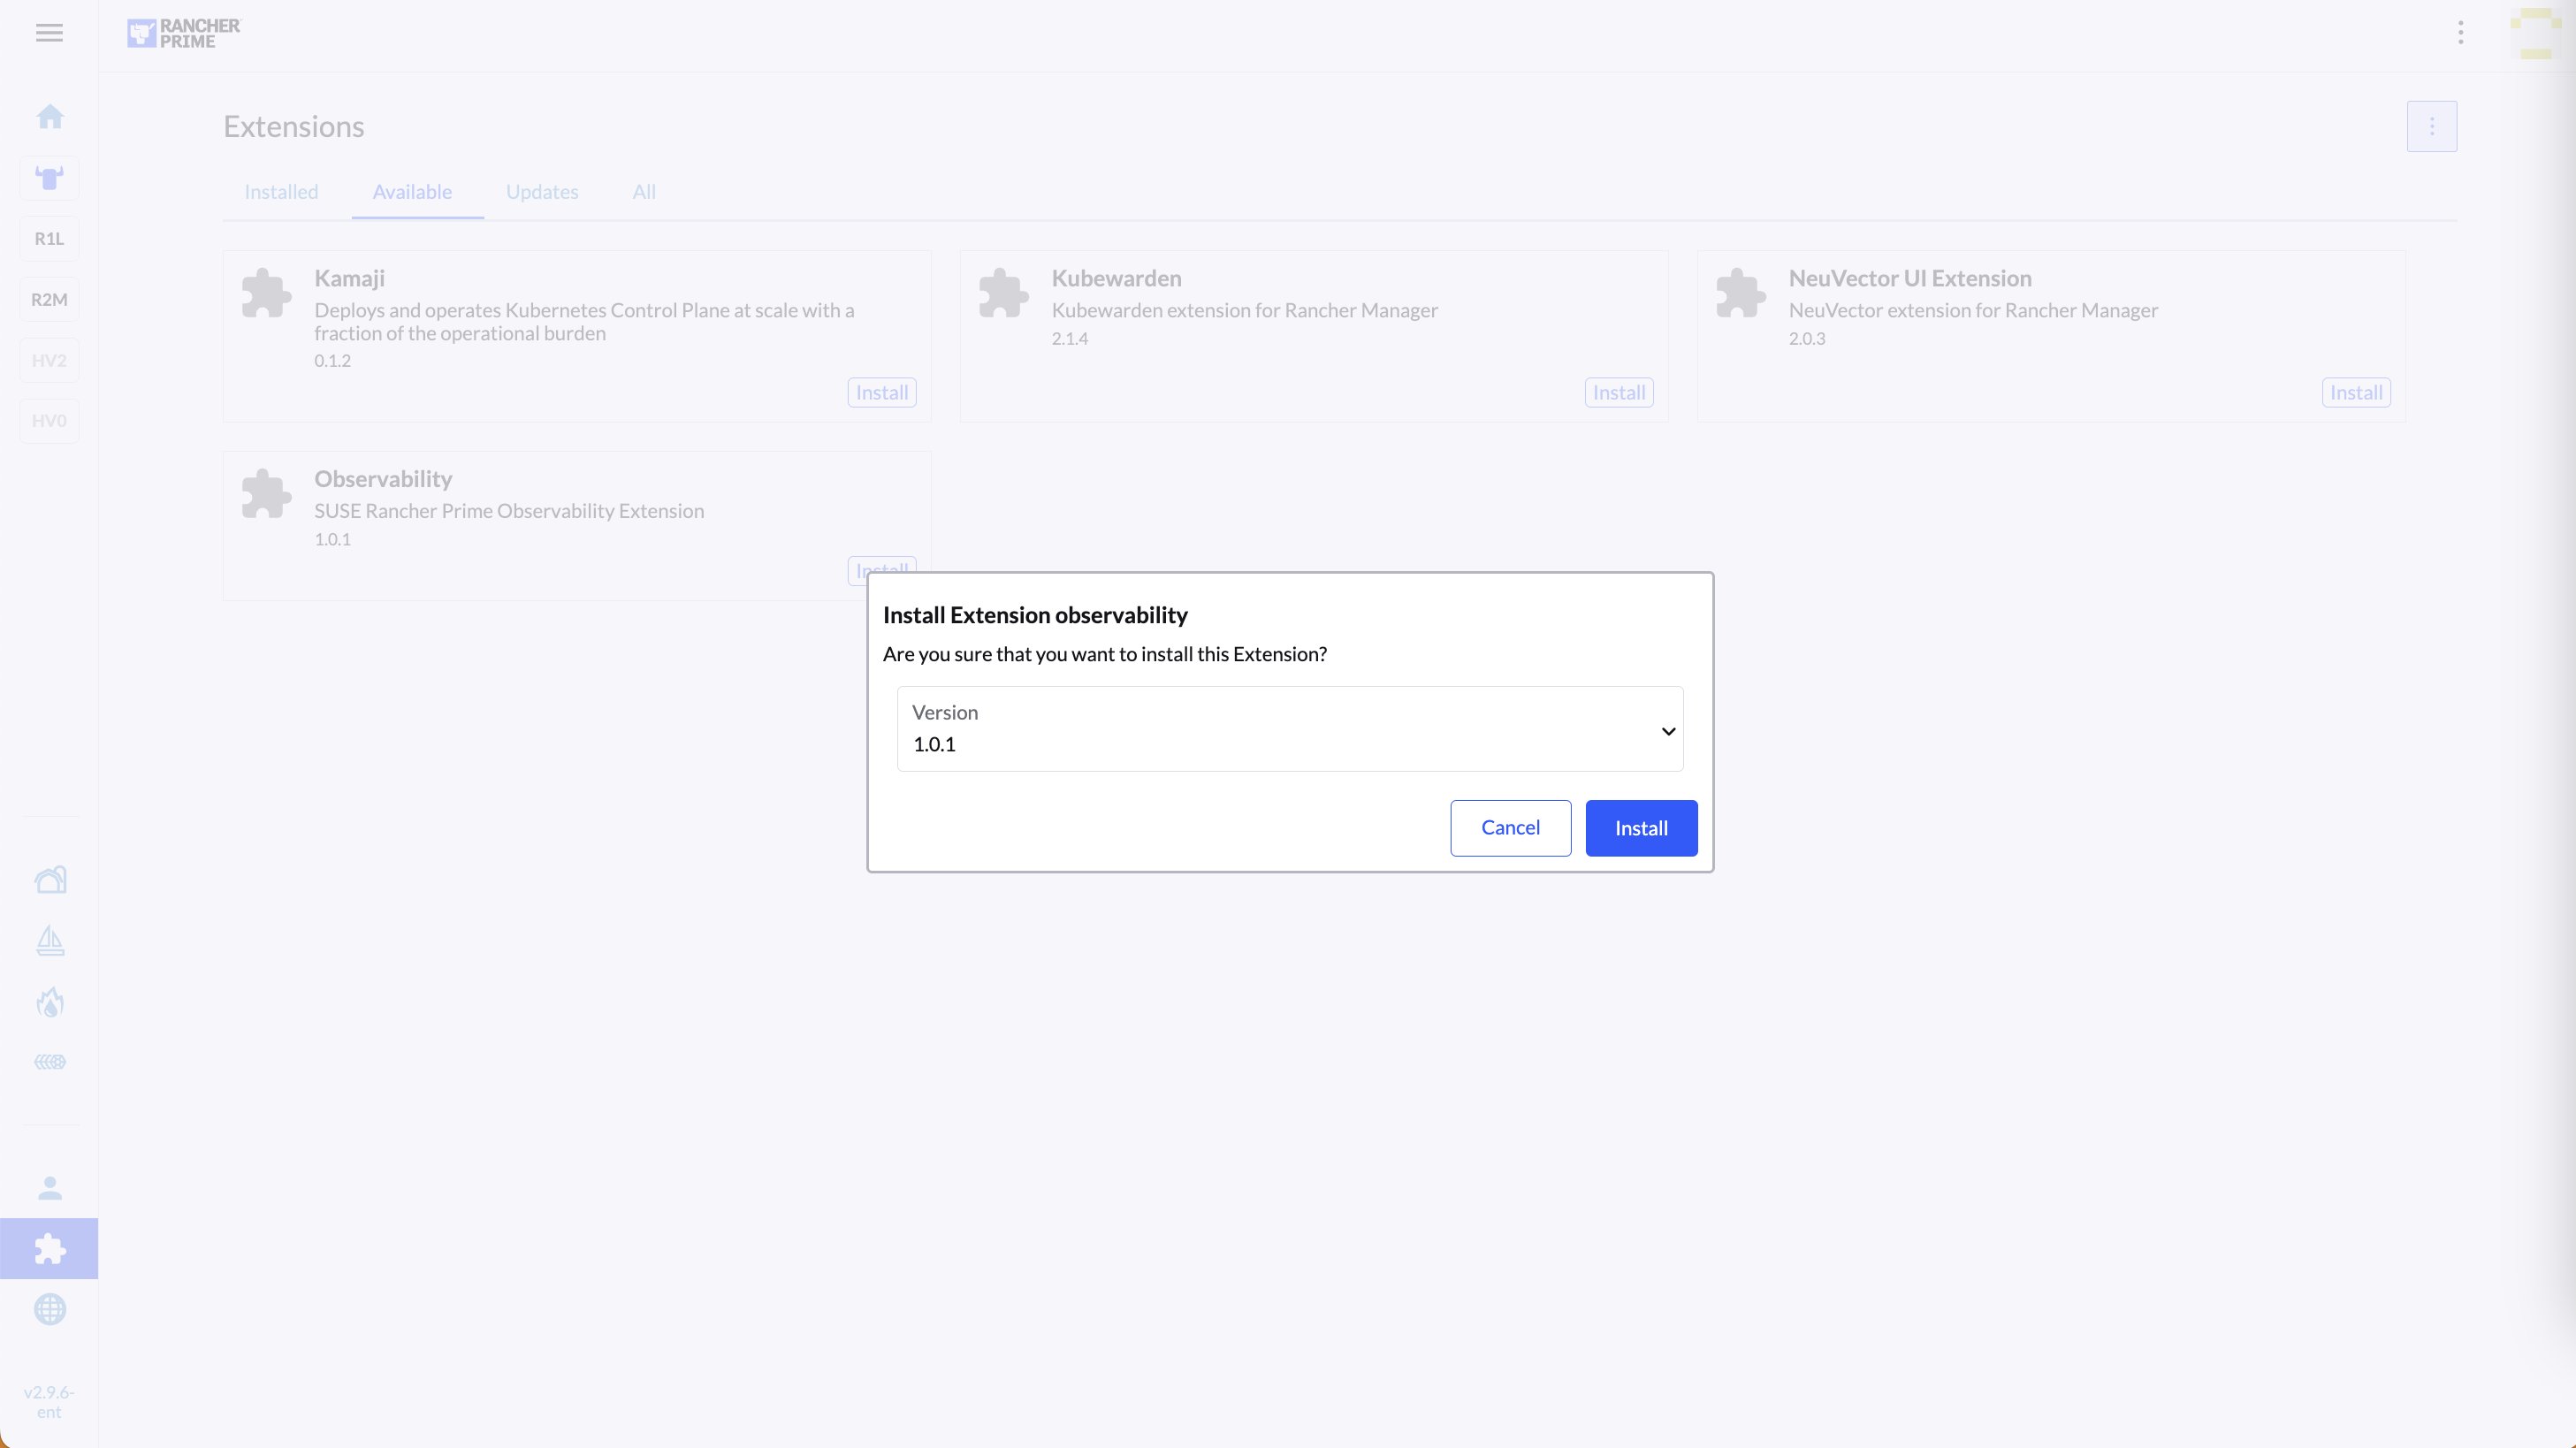 RANCHER
PRIME
Extensions
Installed
Available
Updates
All
R1L
R2M
HV2
HV0
Kamaji
Deploys and operates Kubernetes Control Plane at scale with a
fraction of the operational burden
0.1.2
Install
Kubewarden
Kubewarden extension for Rancher Manager
2.1.4
Install
NeuVector UI Extension
NeuVector extension for Rancher Manager
2.0.3
Install
Observability
SUSE Rancher Prime Observability Extension
1.0.1
Install
Install Extension observability
Are you sure that you want to install this Extension?
Version
1.0.1
Cancel
Install
v2.9.6-
ent